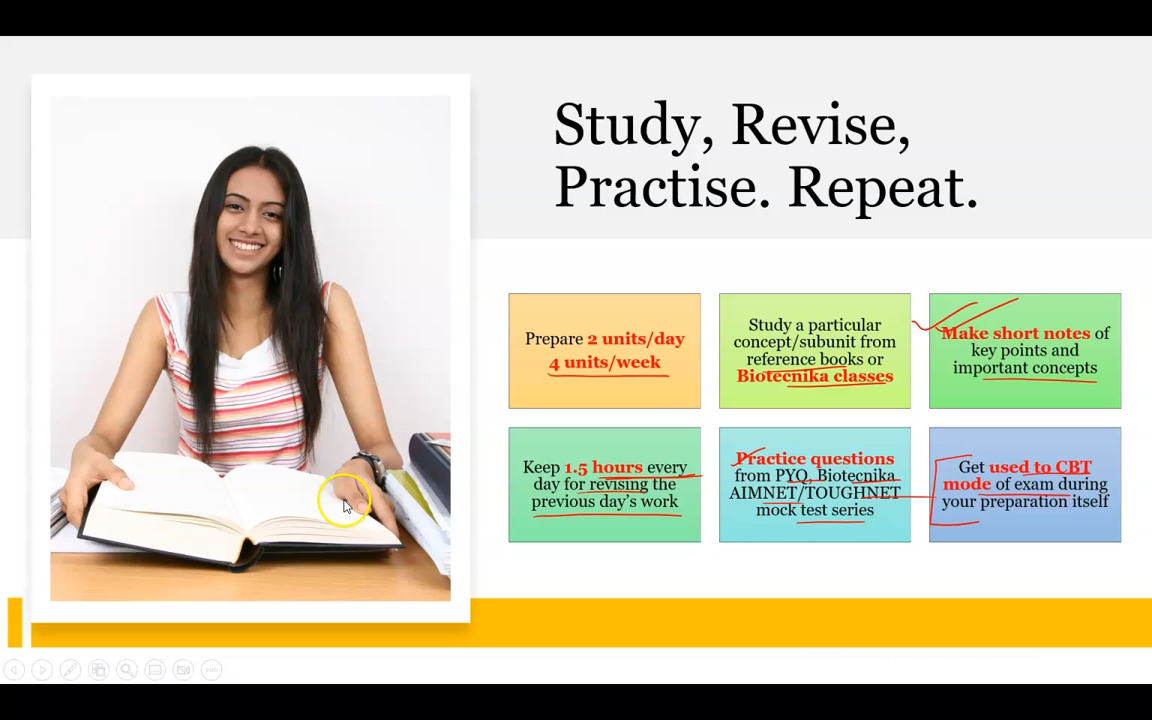 Study, Revise,
Practise. Repeat.
Prepare 2 units/day
4 units/week
Study a particular
concept/subunit from
reference books or
Biotecnika classes
Make short notes of
key points and
important concepts
Keep 1.5 hours every
day for revising the
previous day's work
Practice questions
from PYQ, Biotecnika
AIMNET/TOUGHNET
mock test series
Get used to CBT
mode of exam during
your preparation itself